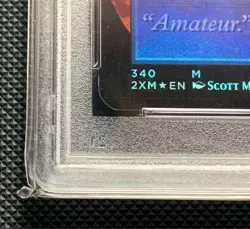 "Amateur."
340 M
2XM★EN SCOTT M